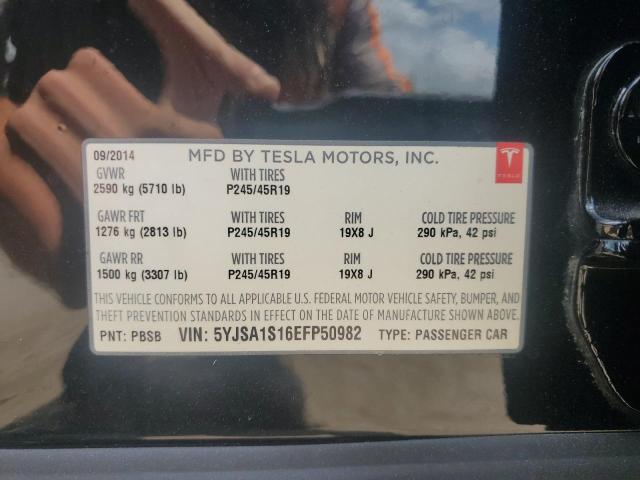 09/2014 MFD BY TESLA MOTORS, INC.
TESLA
GVWR WITH TIRES
2590 kg (5710 lb) P245/45R19
GAWR FRT WITH TIRES RIM COLD TIRE PRESSURE
1276 kg (2813 lb) P245/45R19 19X8 J 290 kPa, 42 psi
GAWR RR WITH TIRES RIM COLD TIRE PRESSURE
1500 kg (3307 lb) P245/45R19 19X8 J 290 kPa, 42 psi
THIS VEHICLE CONFORMS TO ALL APPLICABLE U.S. FEDERAL MOTOR VEHICLE SAFETY, BUMPER, AND
THEFT PREVENTION STANDARDS IN EFFECT ON THE DATE OF MANUFACTURE SHOWN ABOVE.
PNT: PBSB VIN: 5YJSA1S16EFP50982 TYPE: PASSENGER CAR